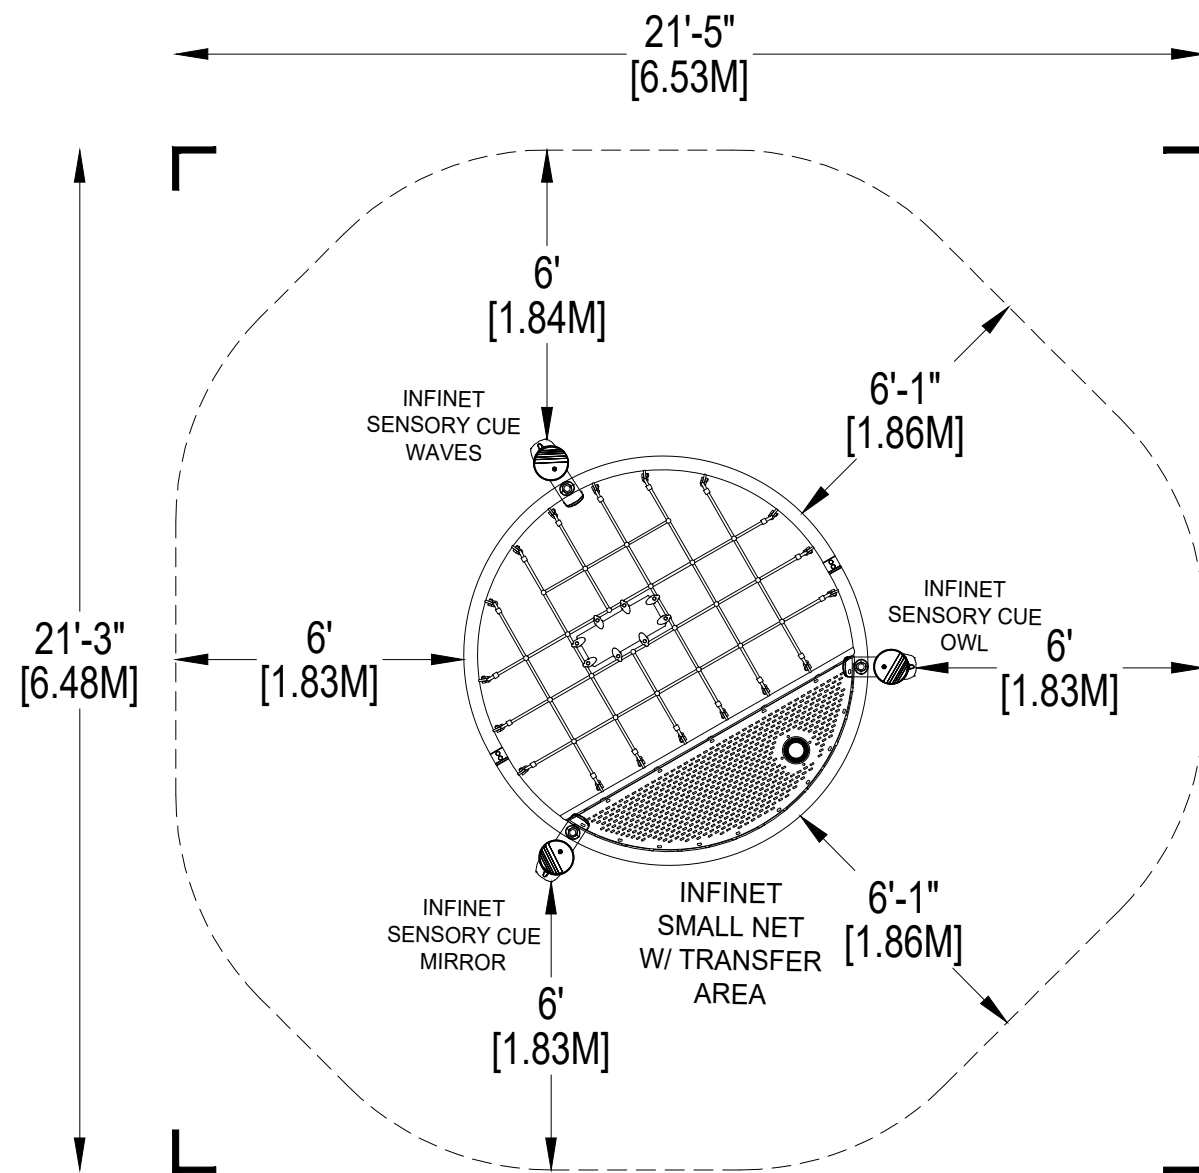 21'-5"
[6.53M]
6'
[1.84M]
INFINET
SENSORY CUE
WAVES
6'-1"
[1.86M]
INFINET
SENSORY CUE
OWL
21'-3"
[6.48M]
6'
[1.83M]
6'
[1.83M]
INFINET
SENSORY CUE
MIRROR
INFINET
SMALL NET
W/ TRANSFER
AREA
6'-1"
[1.86M]
6'
[1.83M]